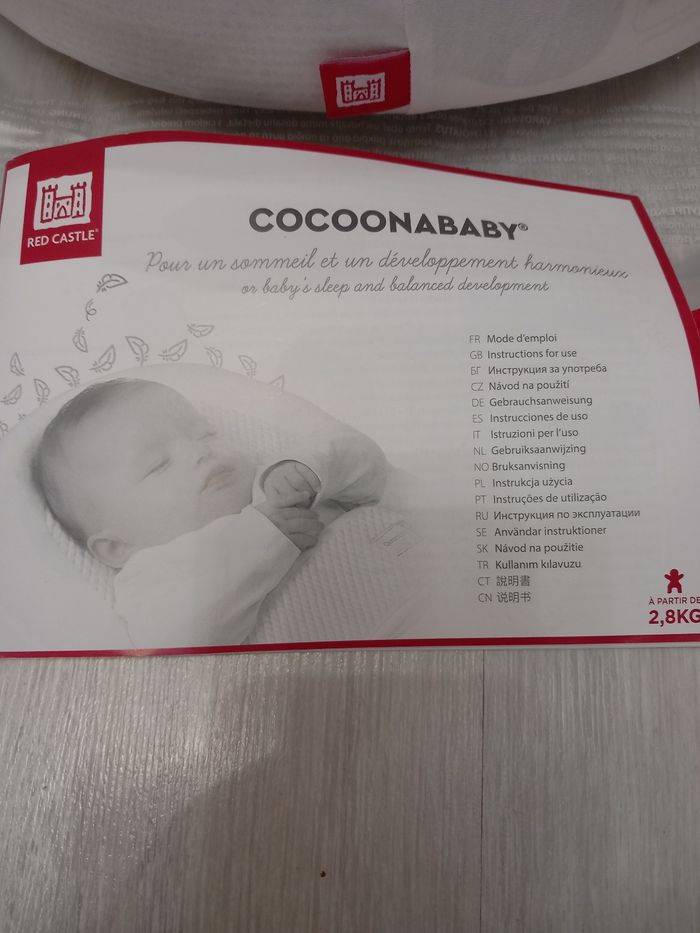 RED CASTLE®
COCOONABABY®
Pour un sommeil et un développement harmonieux
or baby's sleep and balanced development
FR Mode d'emploi
GB Instructions for use
БГ Инструкция за употреба
CZ Návod na použití
DE Gebrauchsanweisung
ES Instrucciones de uso
IT Istruzioni per l'uso
NL Gebruiksaanwijzing
NO Bruksanvisning
PL Instrukcja użycia
PT Instruções de utilização
RU Инструкция по эксплуатации
SE Användar instruktioner
SK Návod na použitie
TR Kullanım kılavuzu
CT 說明書
CN 说明书
À PARTIR DE
2,8KG